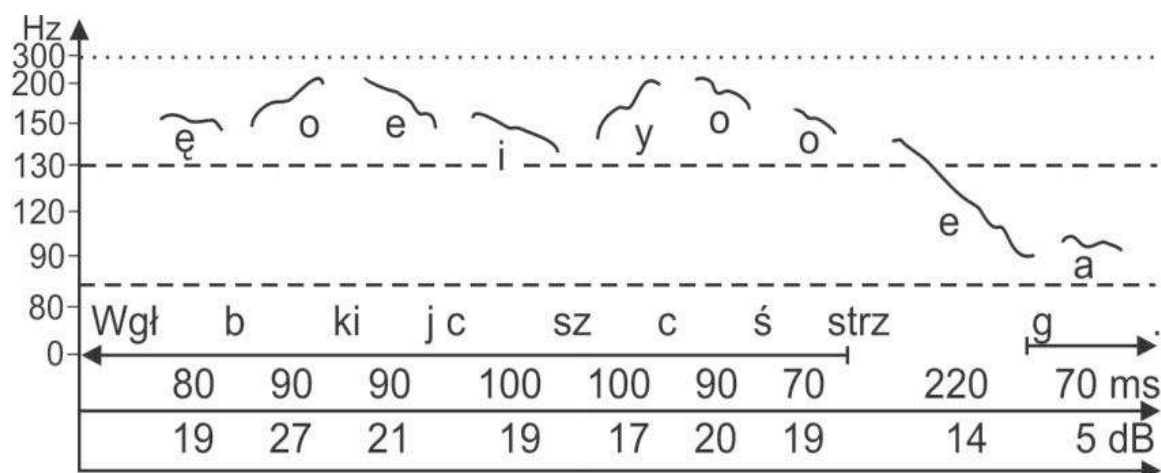 Hz
300
200
150
130
120
90
80
0
ę o e i y o o e a
Wgł b ki j c sz c ś strz g .
80 90 90 100 100 90 70 220 70 ms
19 27 21 19 17 20 19 14 5 dB